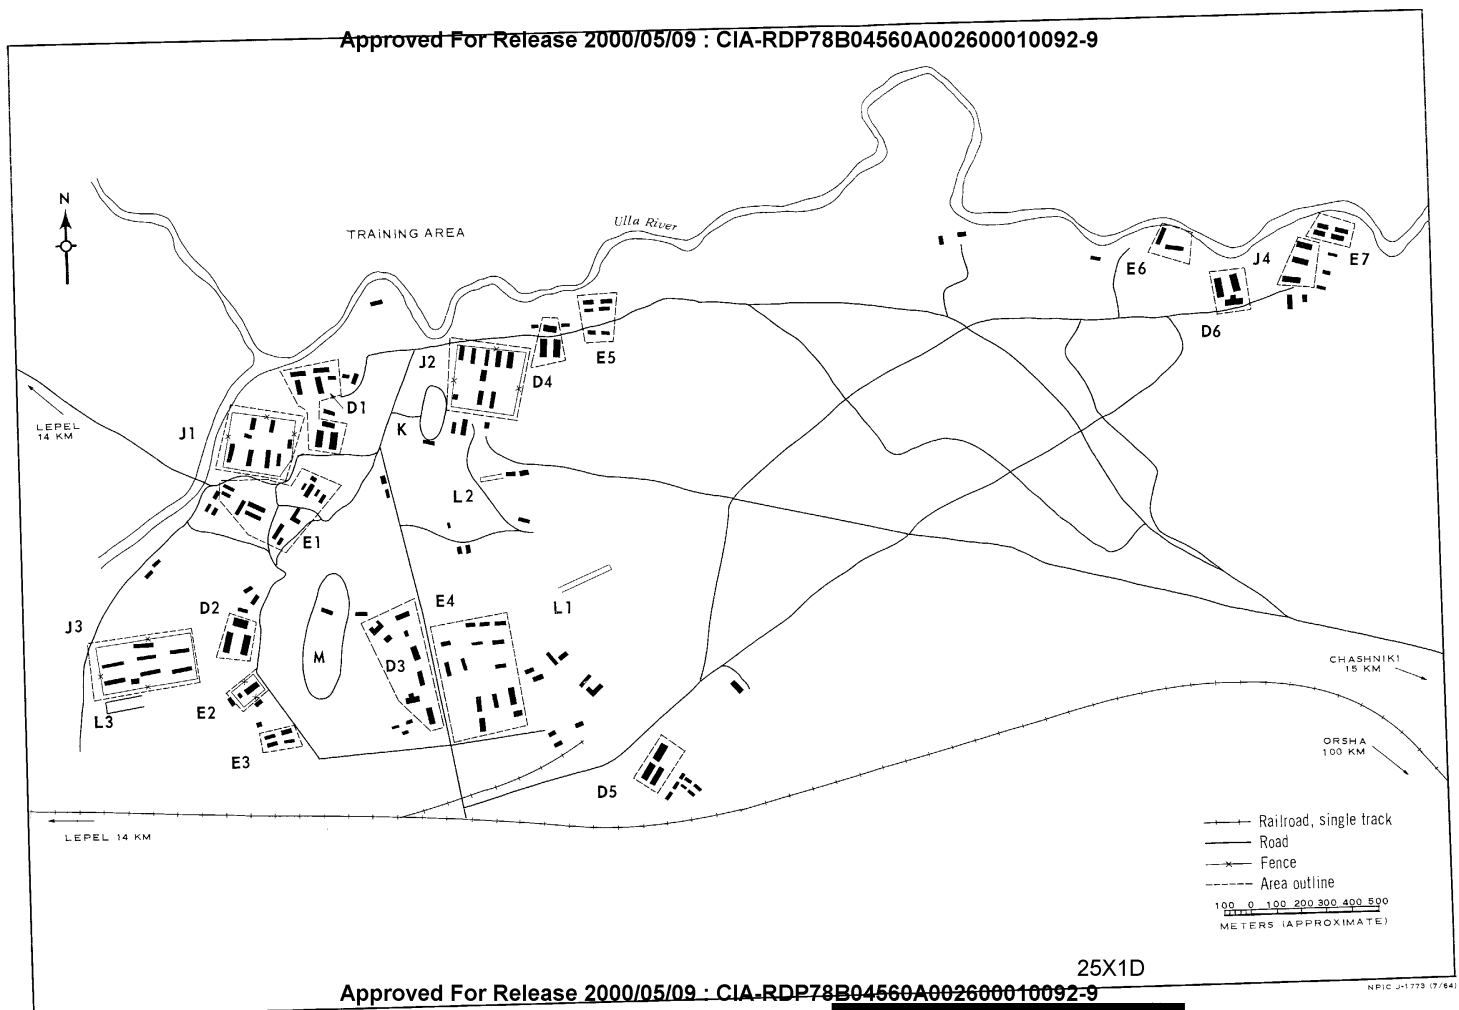 Approved For Release 2000/05/09 : CIA-RDP78B04560A002600010092-9
N
TRAINING AREA
Ulla River
E6
J4
E7
D6
J2
D4
E5
D1
K
J1
LEPEL
14 KM
L2
E1
E4
L1
D2
J3
M
D3
E2
L3
E3
D5
CHASHNIKI
15 KM
ORSHA
100 KM
LEPEL 14 KM
Railroad, single track
Road
Fence
Area outline
100 0 100 200 300 400 500
METERS (APPROXIMATE)
25X1D
Approved For Release 2000/05/09 : CIA-RDP78B04560A002600010092-9
NPIC J-1773 (7/64)